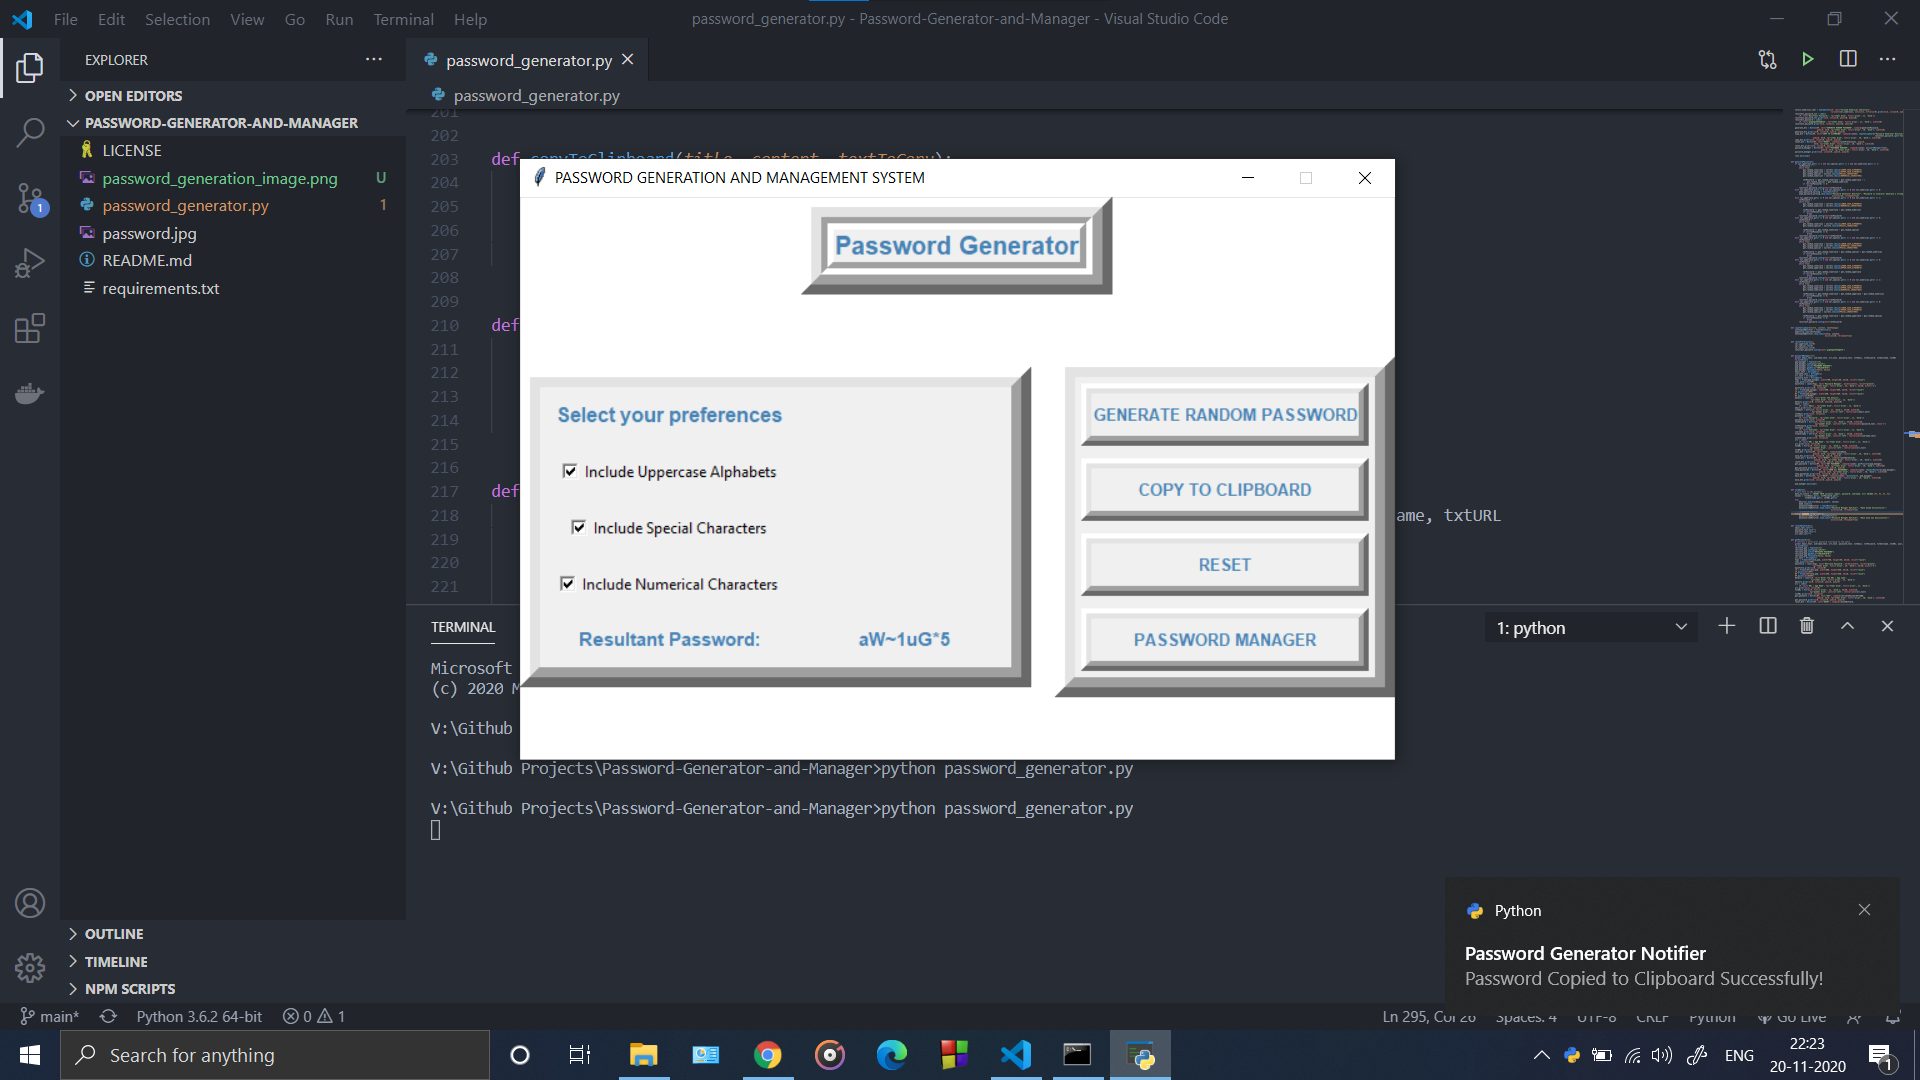 File Edit Selection View Go Run Terminal Help
password_generator.py - Password-Generator-and-Manager - Visual Studio Code
EXPLORER
OPEN EDITORS
PASSWORD-GENERATOR-AND-MANAGER
LICENSE
password_generation_image.png U
password_generator.py 1
password.jpg
README.md
requirements.txt
OUTLINE
TIMELINE
NPM SCRIPTS
password_generator.py
password_generator.py
201
202
203 def copyToClipboard(title, content, textToCopy):
204
205
206
207
208
209
210 def
211
212
213
214
215
216
217 def
218 ame, txtURL
219
220
221
PASSWORD GENERATION AND MANAGEMENT SYSTEM
Password Generator
Select your preferences
Include Uppercase Alphabets
Include Special Characters
Include Numerical Characters
Resultant Password: aW~1uG*5
GENERATE RANDOM PASSWORD
COPY TO CLIPBOARD
RESET
PASSWORD MANAGER
TERMINAL
1: python
Microsoft
(c) 2020
V:\Github
V:\Github Projects\Password-Generator-and-Manager>python password_generator.py
V:\Github Projects\Password-Generator-and-Manager>python password_generator.py
Python
Password Generator Notifier
Password Copied to Clipboard Successfully!
1
main* Python 3.6.2 64-bit 0 1
Ln 295, Col 26 Spaces: 4 UTF-8 CRLF Python Go Live
Search for anything
ENG
22:23
20-11-2020
1